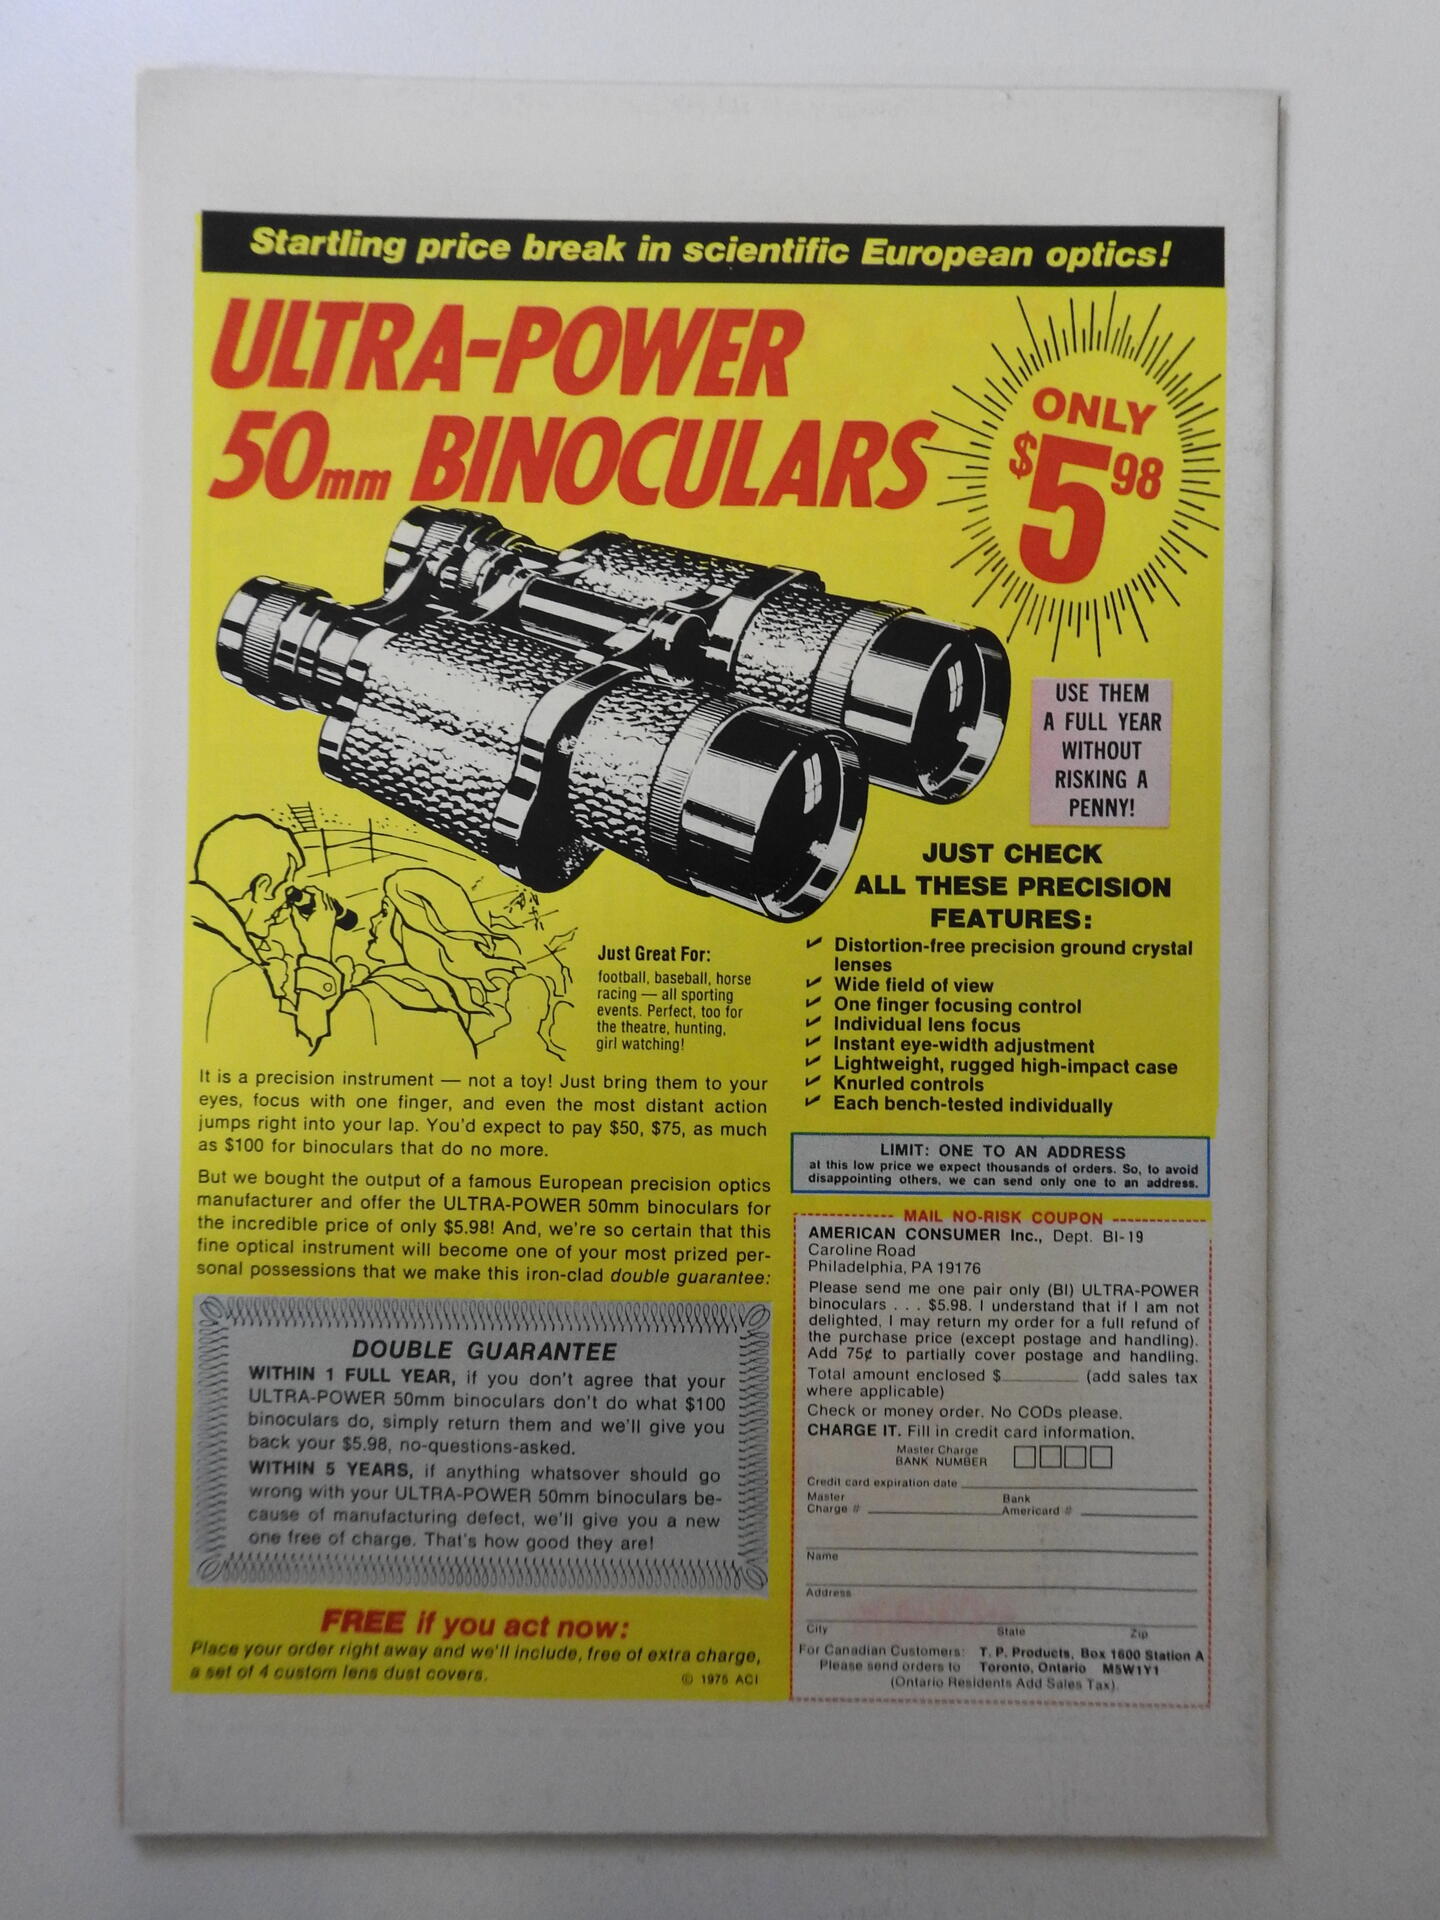 Startling price break in scientific European optics!
ULTRA-POWER
50mm BINOCULARS
ONLY
$5 98
USE THEM
A FULL YEAR
WITHOUT
RISKING A
PENNY!
JUST CHECK
ALL THESE PRECISION
FEATURES:
Distortion-free precision ground crystal
lenses
Wide field of view
One finger focusing control
Individual lens focus
Instant eye-width adjustment
Lightweight, rugged high-impact case
Knurled controls
Each bench-tested individually
Just Great For:
football, baseball, horse
racing — all sporting
events. Perfect, too for
the theatre, hunting,
girl watching!
It is a precision instrument — not a toy! Just bring them to your
eyes, focus with one finger, and even the most distant action
jumps right into your lap. You'd expect to pay $50, $75, as much
as $100 for binoculars that do no more.
But we bought the output of a famous European precision optics
manufacturer and offer the ULTRA-POWER 50mm binoculars for
the incredible price of only $5.98! And, we're so certain that this
fine optical instrument will become one of your most prized per-
sonal possessions that we make this iron-clad double guarantee:
DOUBLE GUARANTEE
WITHIN 1 FULL YEAR, if you don't agree that your
ULTRA-POWER 50mm binoculars don't do what $100
binoculars do, simply return them and we'll give you
back your $5.98, no-questions-asked.
WITHIN 5 YEARS, if anything whatsover should go
wrong with your ULTRA-POWER 50mm binoculars be-
cause of manufacturing defect, we'll give you a new
one free of charge. That's how good they are!
FREE if you act now:
Place your order right away and we'll include, free of extra charge,
a set of 4 custom lens dust covers.
© 1975 ACI
LIMIT: ONE TO AN ADDRESS
at this low price we expect thousands of orders. So, to avoid
disappointing others, we can send only one to an address.
MAIL NO-RISK COUPON
AMERICAN CONSUMER Inc., Dept. BI-19
Caroline Road
Philadelphia, PA 19176
Please send me one pair only (BI) ULTRA-POWER
binoculars . . . $5.98. I understand that if I am not
delighted, I may return my order for a full refund of
the purchase price (except postage and handling).
Add 75¢ to partially cover postage and handling.
Total amount enclosed $__________ (add sales tax
where applicable)
Check or money order. No CODs please.
CHARGE IT. Fill in credit card information.
Master Charge
BANK NUMBER
Credit card expiration date
Master Bank
Charge # Americard #
Name
Address
City State Zip
For Canadian Customers: T. P. Products, Box 1600 Station A
Please send orders to Toronto, Ontario M5W1Y1
(Ontario Residents Add Sales Tax).